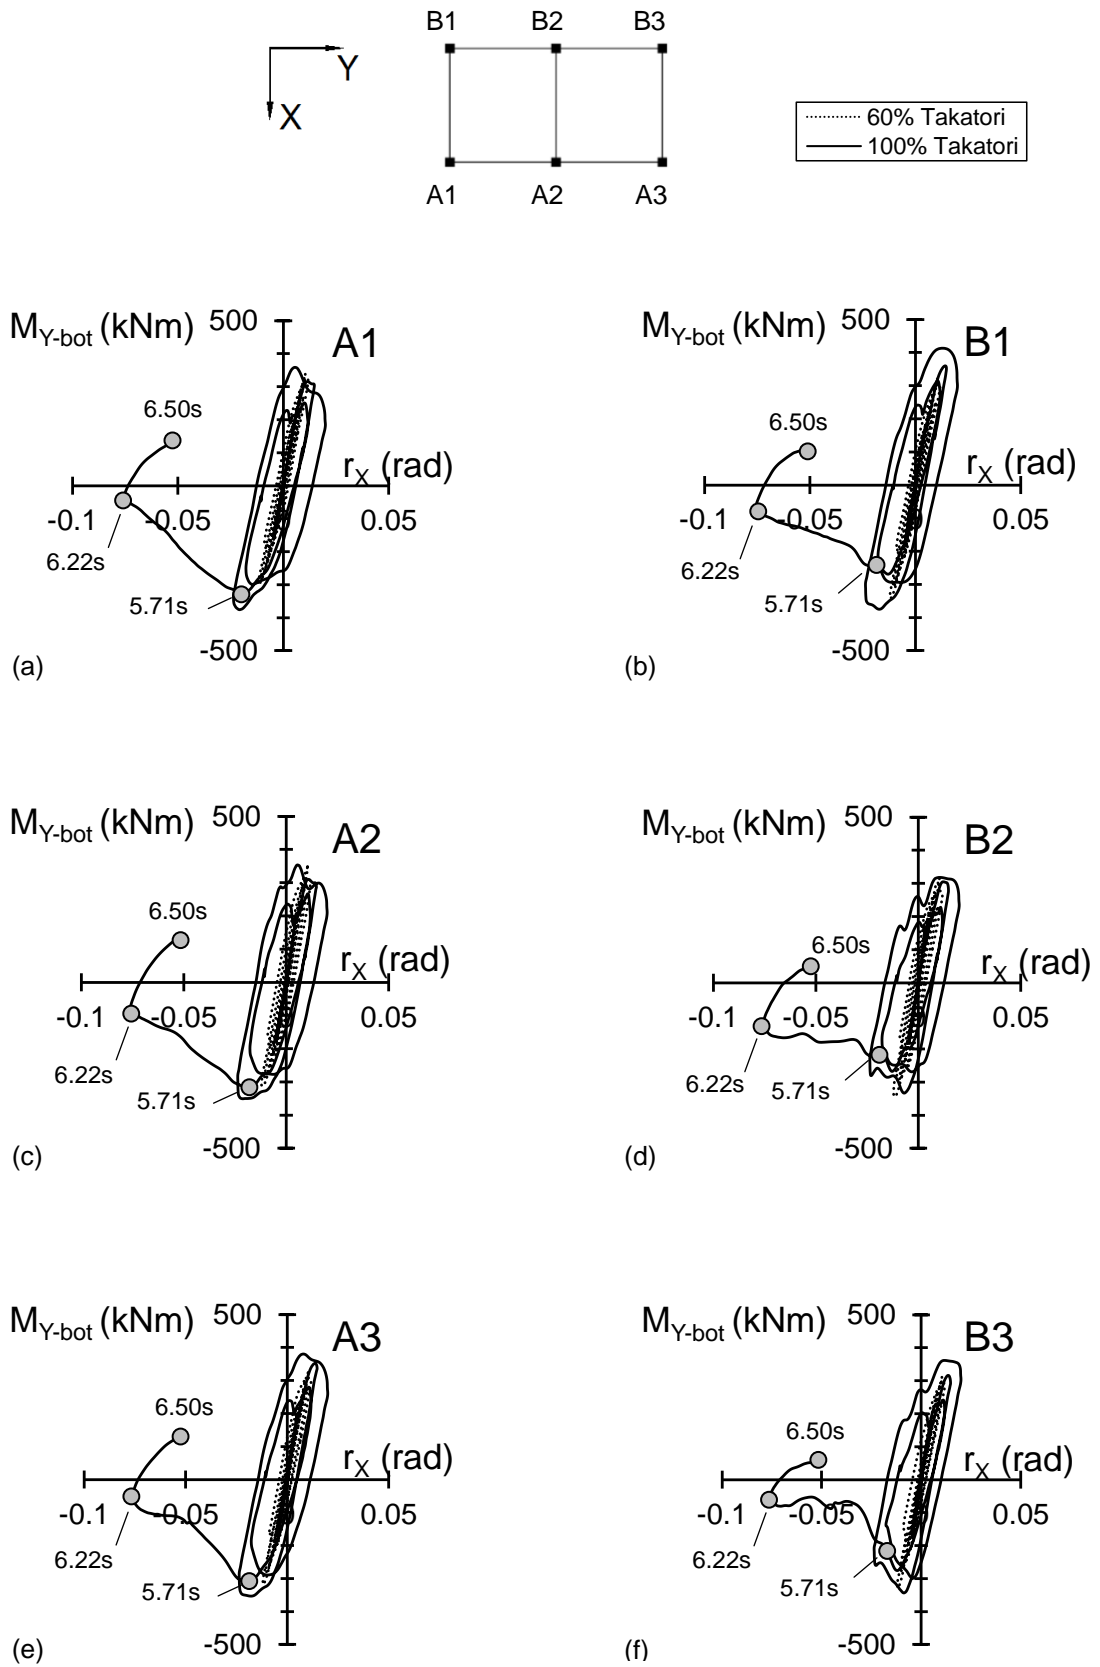 B1 B2 B3
Y
X
60% Takatori
100% Takatori
A1 A2 A3
M_Y-bot (kNm) 500 A1
6.50s
r_X (rad)
-0.1 -0.05 0.05
6.22s
5.71s
-500
(a)
M_Y-bot (kNm) 500 B1
6.50s
r_X (rad)
-0.1 -0.05 0.05
6.22s
5.71s
-500
(b)
M_Y-bot (kNm) 500 A2
6.50s
r_X (rad)
-0.1 -0.05 0.05
6.22s
5.71s
-500
(c)
M_Y-bot (kNm) 500 B2
6.50s
r_X (rad)
-0.1 -0.05 0.05
6.22s
5.71s
-500
(d)
M_Y-bot (kNm) 500 A3
6.50s
r_X (rad)
-0.1 -0.05 0.05
6.22s
5.71s
-500
(e)
M_Y-bot (kNm) 500 B3
6.50s
r_X (rad)
-0.1 -0.05 0.05
6.22s
5.71s
-500
(f)